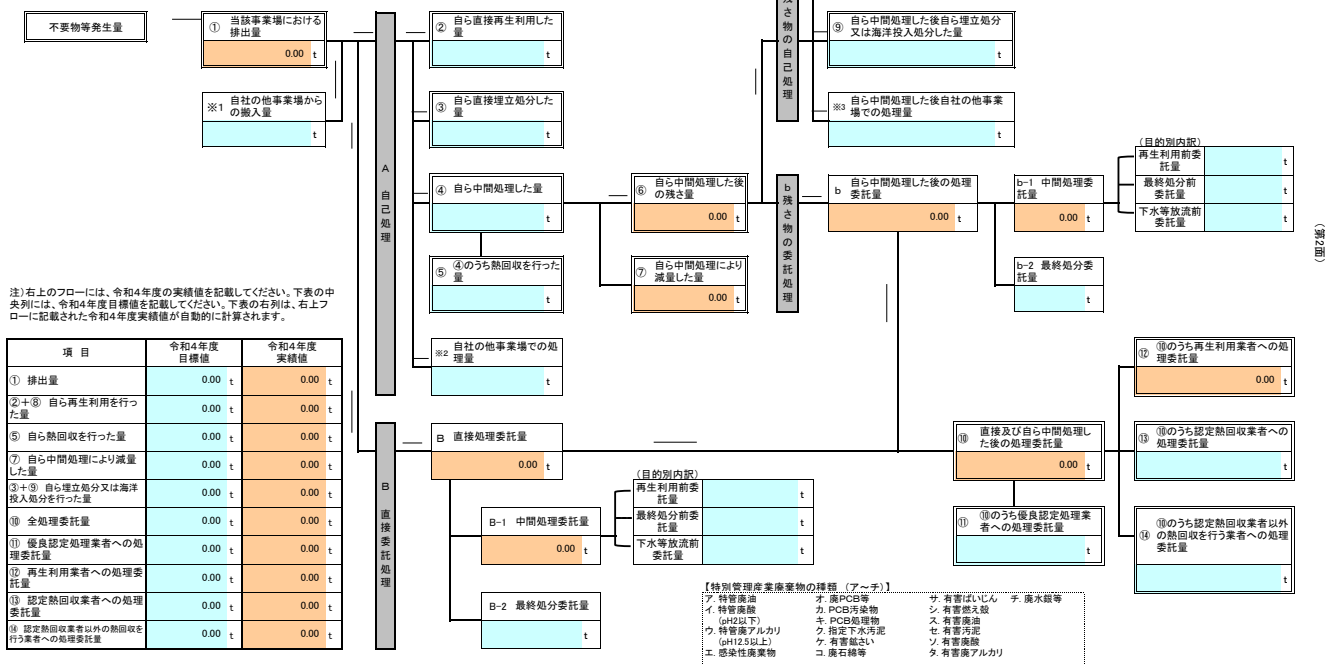 不要物等発生量
① 当該事業場における
排出量
0.00 t
※1 自社の他事業場から
の搬入量
t
A 自己処理
② 自ら直接再生利用した
量
t
③ 自ら直接埋立処分した
量
t
④ 自ら中間処理した量
t
⑤ ④のうち熱回収を行った
量
t
※2 自社の他事業場での処
理量
t
⑥ 自ら中間処理した後
の残さ量
0.00 t
⑦ 自ら中間処理により
減量した量
0.00 t
残さ物の自己処理
⑨ 自ら中間処理した後自ら埋立処分
又は海洋投入処分した量
t
※3 自ら中間処理した後自社の他事業
場での処理量
t
b 残さ物の委託処理
b 自ら中間処理した後の処理
委託量
0.00 t
b-1 中間処理委
託量
0.00 t
b-2 最終処分委
託量
t
(目的別内訳)
再生利用前委
託量
t
最終処分前
委託量
t
下水等放流前
委託量
t
(第2面)
注)右上のフローには、令和4年度の実績値を記載してください。下表の中
央列には、令和4年度目標値を記載してください。下表の右列は、右上フ
ローに記載された令和4年度実績値が自動的に計算されます。
項 目 令和4年度
目標値 令和4年度
実績値
① 排出量 0.00 t 0.00 t
②+⑧ 自ら再生利用を行っ
た量 0.00 t 0.00 t
⑤ 自ら熱回収を行った量 0.00 t 0.00 t
⑦ 自ら中間処理により減量
した量 0.00 t 0.00 t
③+⑨ 自ら埋立処分又は海洋
投入処分を行った量 0.00 t 0.00 t
⑩ 全処理委託量 0.00 t 0.00 t
⑪ 優良認定処理業者への処
理委託量 0.00 t 0.00 t
⑫ 再生利用業者への処理委
託量 0.00 t 0.00 t
⑬ 認定熱回収業者への処理
委託量 0.00 t 0.00 t
⑭ 認定熱回収業者以外の熱回収を
行う業者への処理委託量 0.00 t 0.00 t
B 直接委託処理
B 直接処理委託量
0.00 t
B-1 中間処理委託量
0.00 t
B-2 最終処分委託量
t
(目的別内訳)
再生利用前委
託量
t
最終処分前委
託量
t
下水等放流前
委託量
t
⑩ 直接及び自ら中間処理し
た後の処理委託量
0.00 t
⑪ ⑩のうち優良認定処理業
者への処理委託量
t
⑫ ⑩のうち再生利用業者への処
理委託量
0.00 t
⑬ ⑩のうち認定熱回収業者への
処理委託量
t
⑭ ⑩のうち認定熱回収業者以外
の熱回収を行う業者への処理
委託量
t
【特別管理産業廃棄物の種類 (ア～チ)】
ア. 特管廃油 オ. 廃PCB等 サ. 有害ばいじん チ. 廃水銀等
イ. 特管廃酸 カ. PCB汚染物 シ. 有害燃え殻
(pH2以下) キ. PCB処理物 ス. 有害廃油
ウ. 特管廃アルカリ ク. 指定下水汚泥 セ. 有害汚泥
(pH12.5以上) ケ. 有害鉱さい ソ. 有害廃酸
エ. 感染性廃棄物 コ. 廃石綿等 タ. 有害廃アルカリ